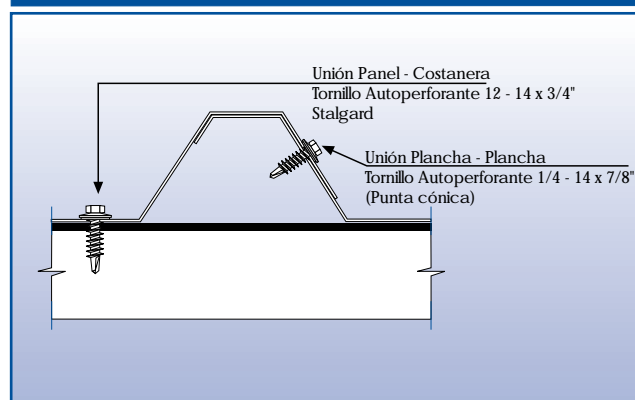 Unión Panel - Costanera
Tornillo Autoperforante 12 - 14 x 3/4"
Stalgard
Unión Plancha - Plancha
Tornillo Autoperforante 1/4 - 14 x 7/8"
(Punta cónica)